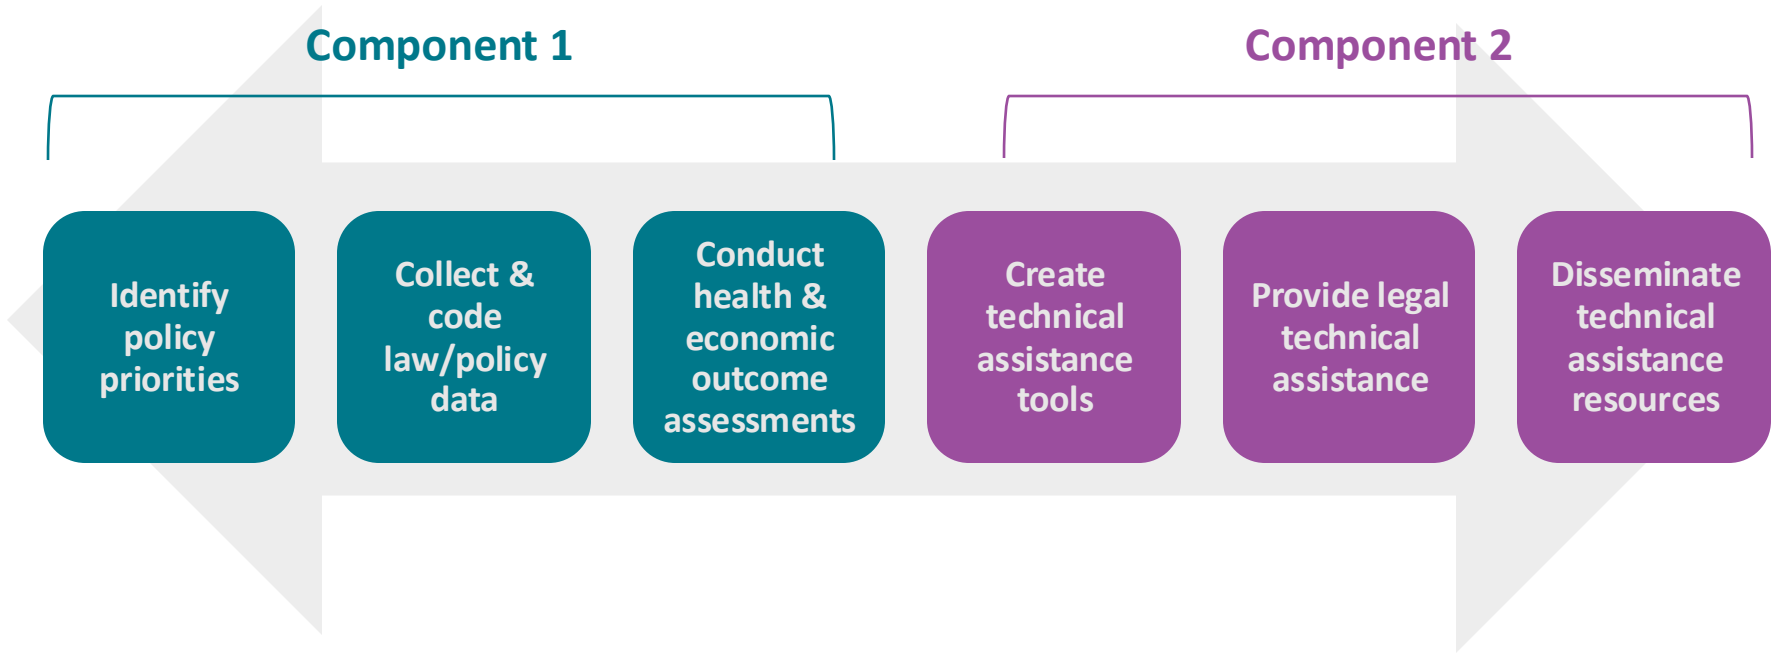 Component 1
Component 2
Identify
policy
priorities
Collect &
code
law/policy
data
Conduct
health &
economic
outcome
assessments
Create
technical
assistance
tools
Provide legal
technical
assistance
Disseminate
technical
assistance
resources